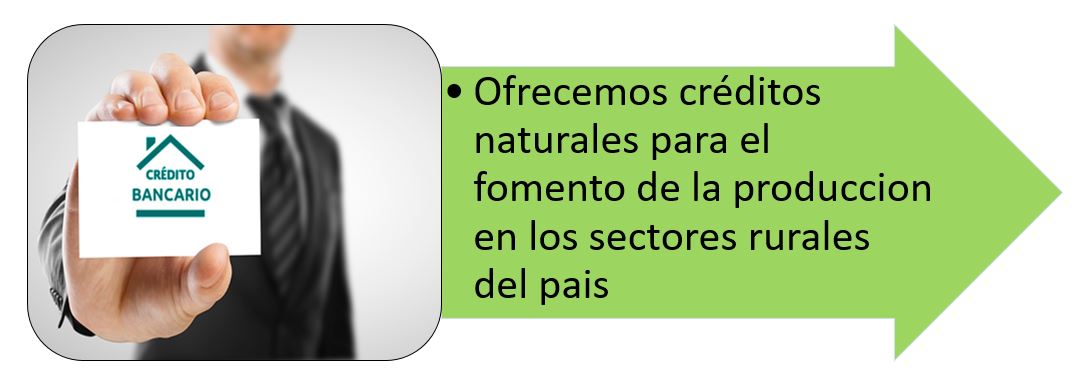 CRÉDITO
BANCARIO
• Ofrecemos créditos
naturales para el
fomento de la produccion
en los sectores rurales
del pais